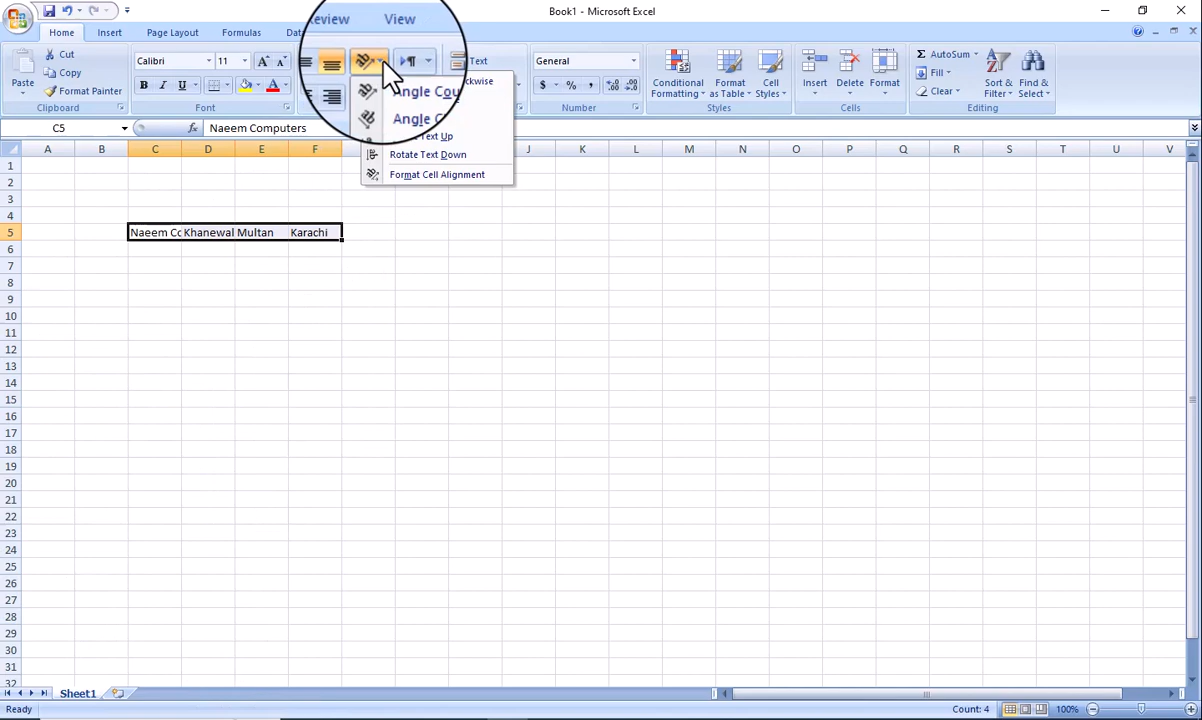 Book1 - Microsoft Excel
Home Insert Page Layout Formulas Review View
Cut
Copy
Format Painter
Paste
Clipboard
Calibri 11
B I U
Font
Text
General
$ % ,
Number
Conditional Formatting
Format as Table
Cell Styles
Styles
Insert Delete Format
Cells
AutoSum
Fill
Clear
Sort & Filter
Find & Select
Editing
Angle
Angle
Text Up
Rotate Text Down
Format Cell Alignment
C5 fx Naeem Computers
A B C D E F J K L M N O P Q R S T U V
1
2
3
4
5 Naeem Co Khanewal Multan Karachi
6
7
8
9
10
11
12
13
14
15
16
17
18
19
20
21
22
23
24
25
26
27
28
29
30
31
32
Sheet1
Ready Count: 4 100%